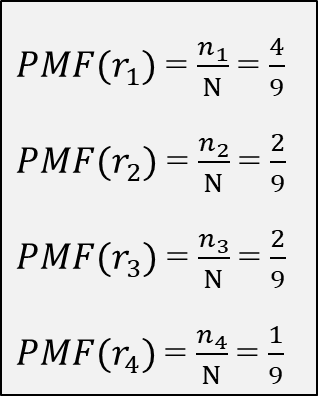 PMF(r₁) = n₁/N = 4/9
PMF(r₂) = n₂/N = 2/9
PMF(r₃) = n₃/N = 2/9
PMF(r₄) = n₄/N = 1/9